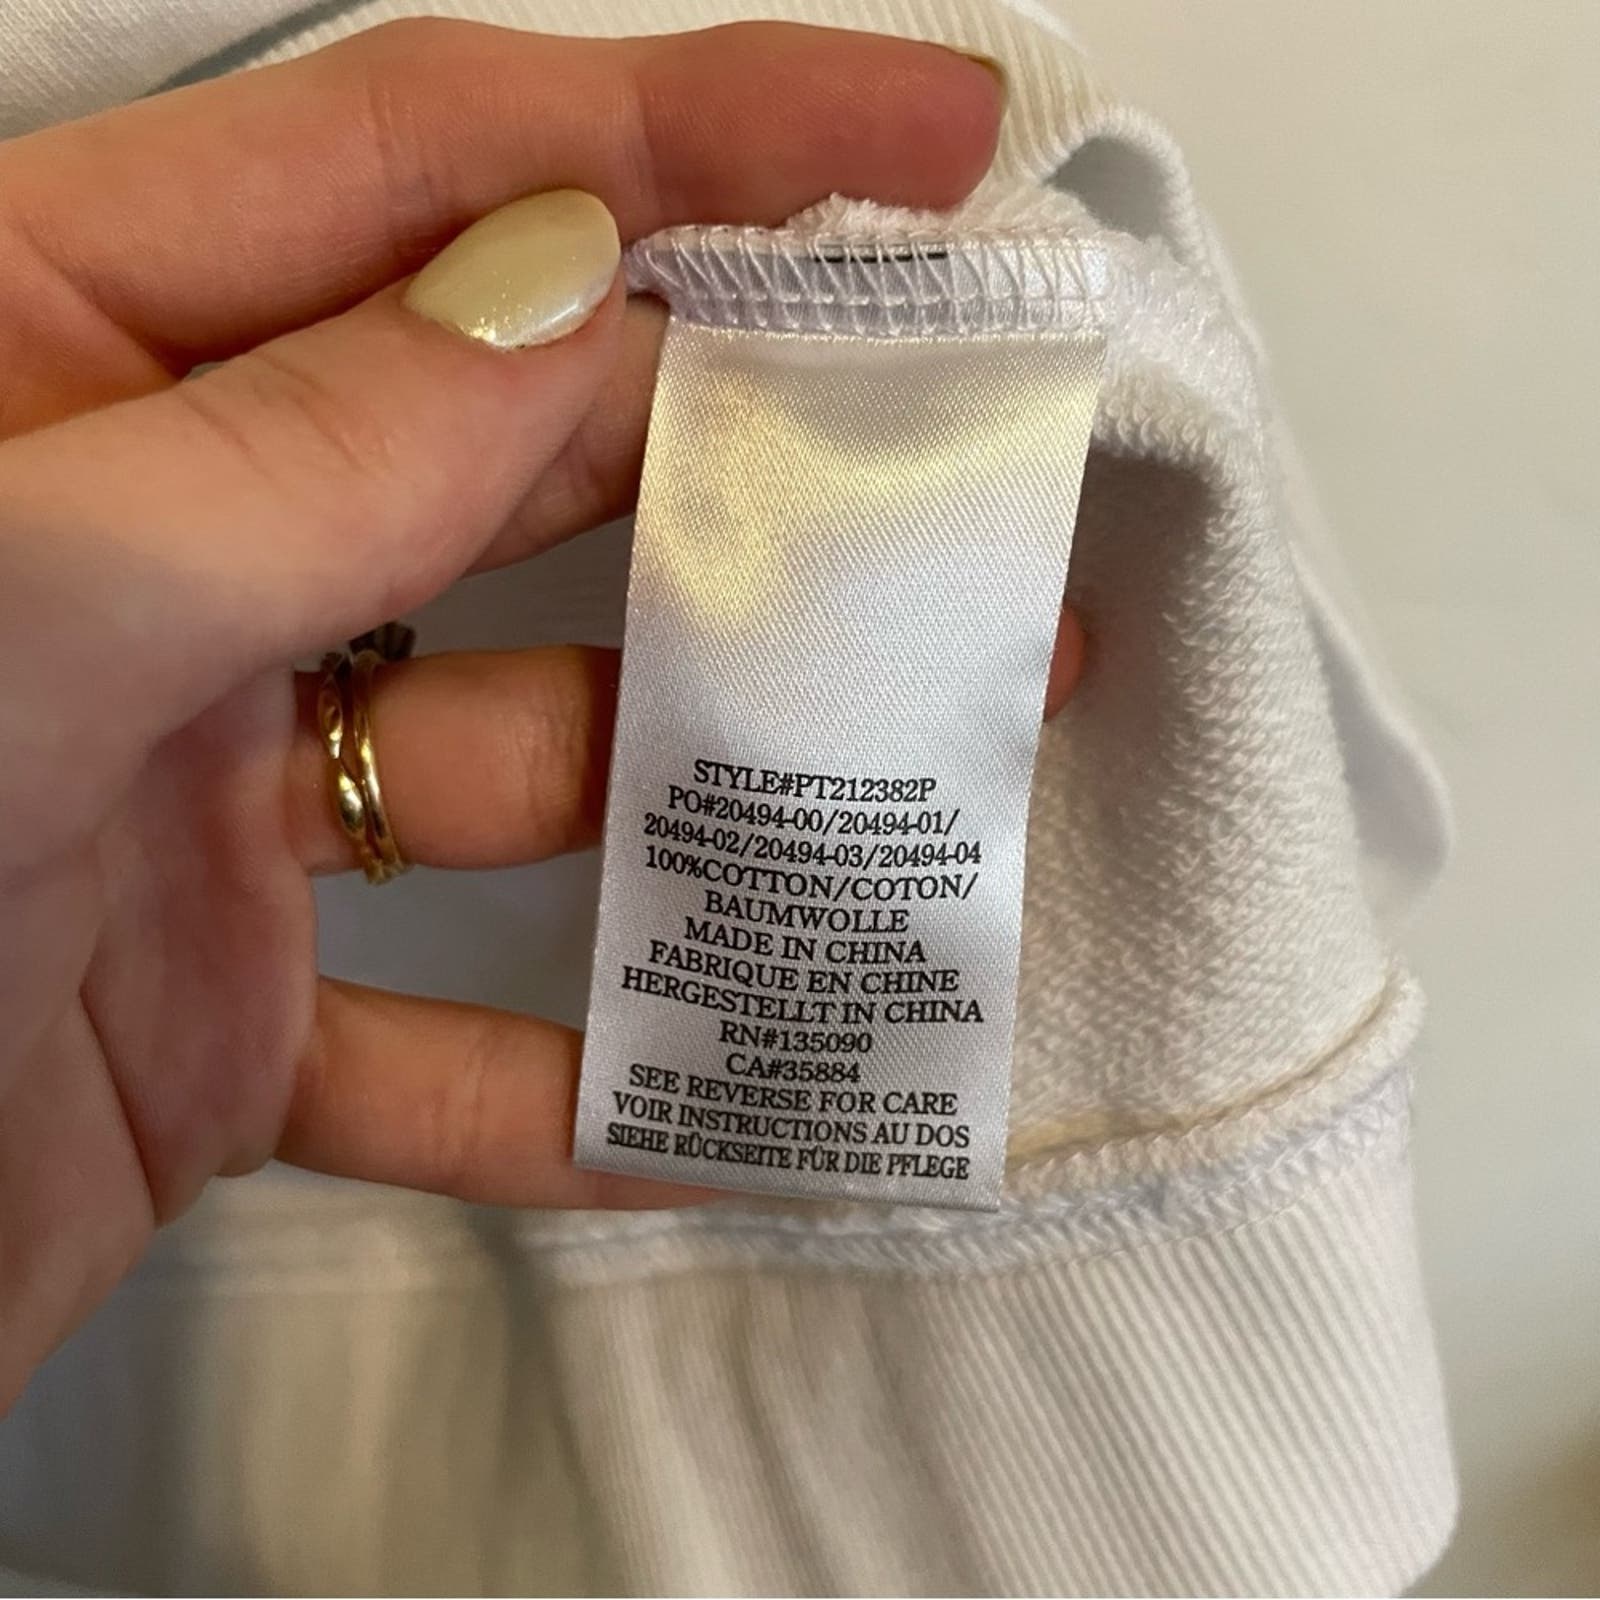 STYLE#PT212382P
PO#20494-00/20494-01/
20494-02/20494-03/20494-04
100%COTTON/COTON/
BAUMWOLLE
MADE IN CHINA
FABRIQUE EN CHINE
HERGESTELLT IN CHINA
RN#135090
CA#35884
SEE REVERSE FOR CARE
VOIR INSTRUCTIONS AU DOS
SIEHE RÜCKSEITE FÜR DIE PFLEGE